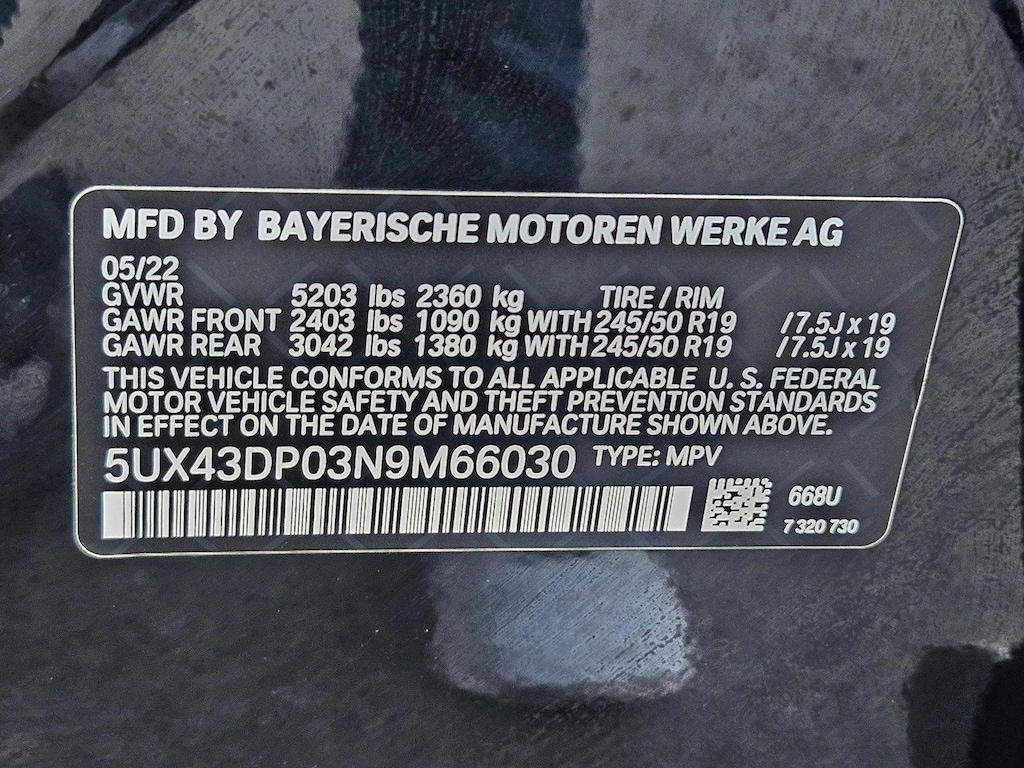 MFD BY BAYERISCHE MOTOREN WERKE AG
05/22
GVWR 5203 lbs 2360 kg TIRE / RIM
GAWR FRONT 2403 lbs 1090 kg WITH 245/50 R19 / 7.5J x 19
GAWR REAR 3042 lbs 1380 kg WITH 245/50 R19 / 7.5J x 19
THIS VEHICLE CONFORMS TO ALL APPLICABLE U. S. FEDERAL
MOTOR VEHICLE SAFETY AND THEFT PREVENTION STANDARDS
IN EFFECT ON THE DATE OF MANUFACTURE SHOWN ABOVE.
5UX43DP03N9M66030 TYPE: MPV
668U
7 320 730